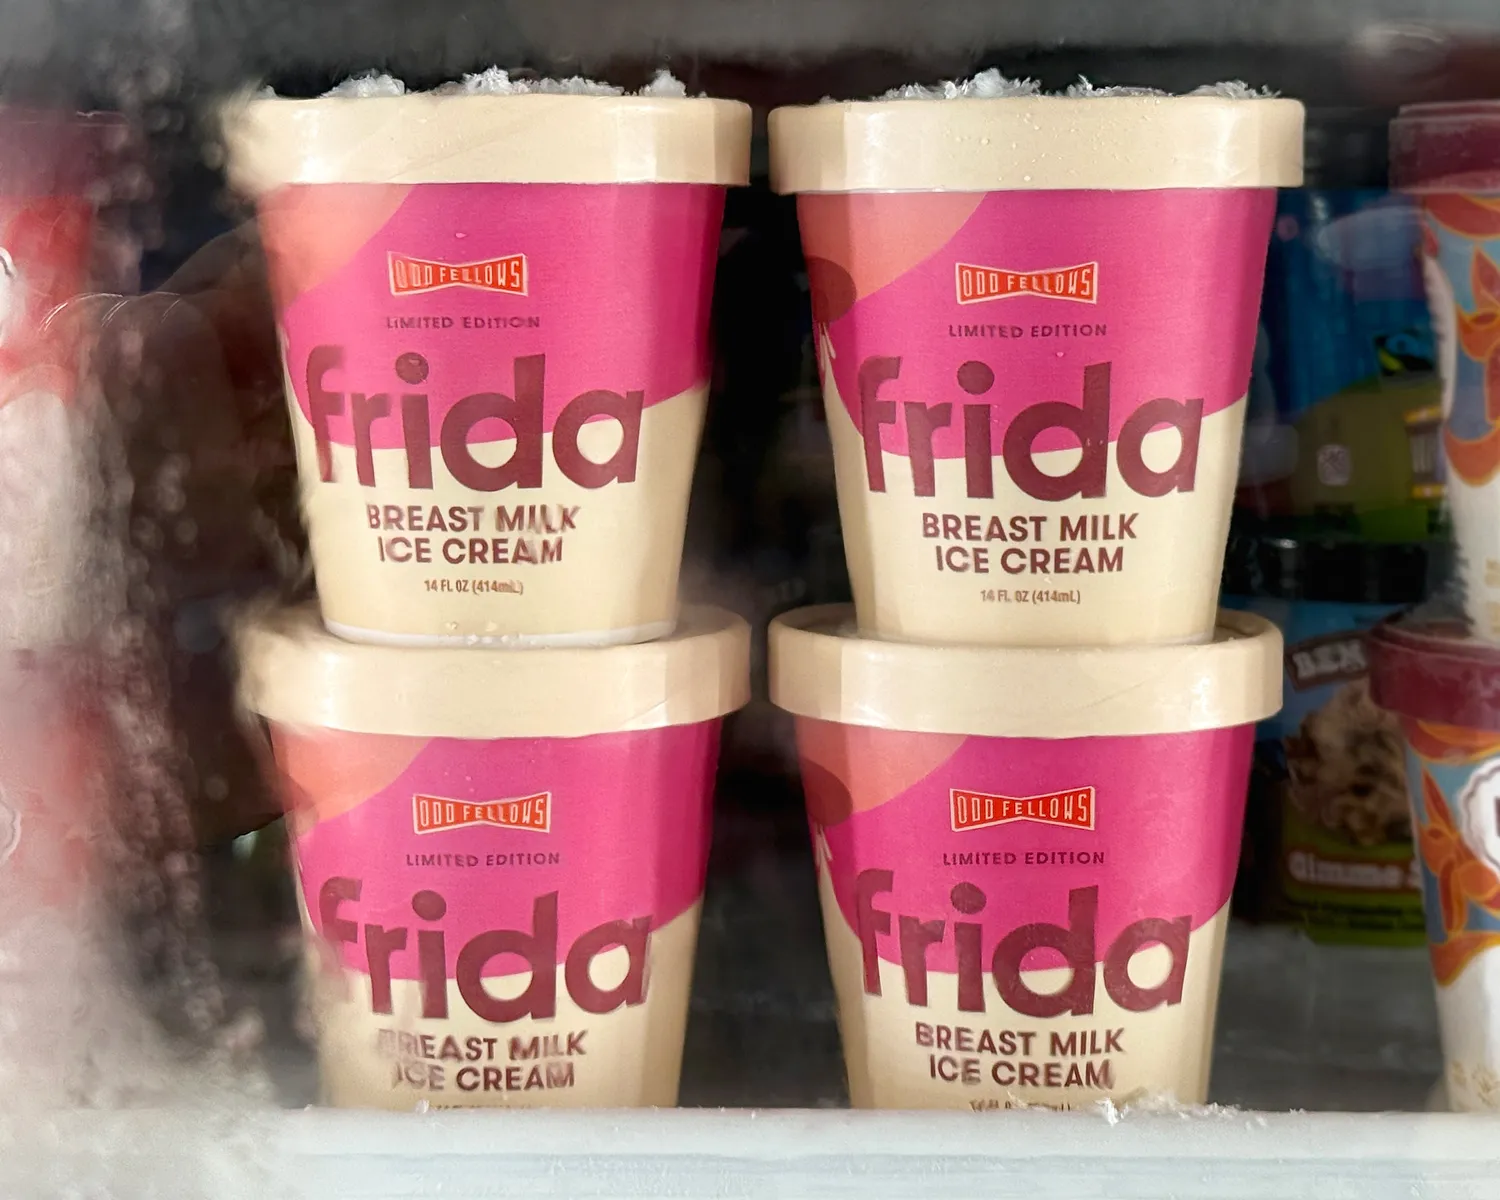 ODD FELLOWS
LIMITED EDITION
frida
BREAST MILK
ICE CREAM
14 FL OZ (414mL)
ODD FELLOWS
LIMITED EDITION
frida
BREAST MILK
ICE CREAM
14 FL OZ (414mL)
ODD FELLOWS
LIMITED EDITION
frida
BREAST MILK
ICE CREAM
ODD FELLOWS
LIMITED EDITION
frida
BREAST MILK
ICE CREAM
BEN
Gimme